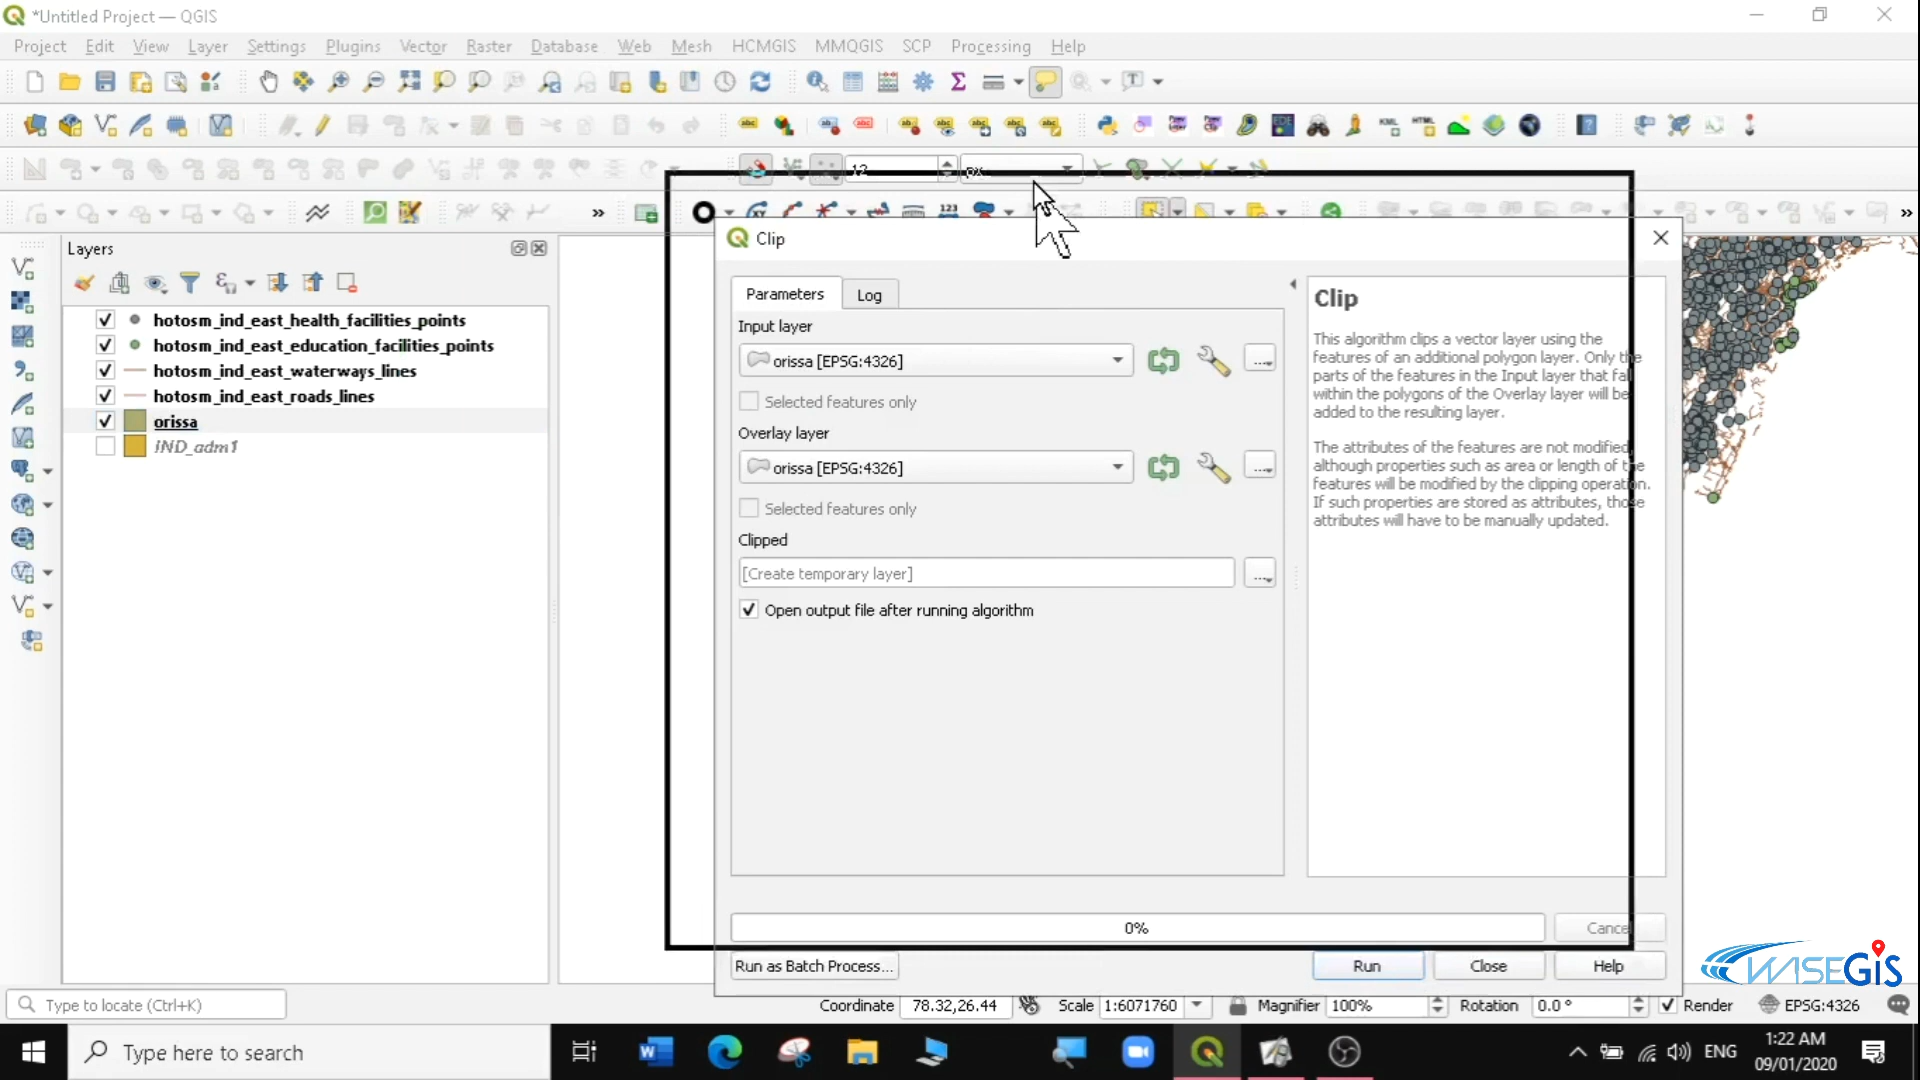 *Untitled Project — QGIS
Project Edit View Layer Settings Plugins Vector Raster Database Web Mesh HCMGIS MMQGIS SCP Processing Help
12 px
123
Layers
hotosm_ind_east_health_facilities_points
hotosm_ind_east_education_facilities_points
hotosm_ind_east_waterways_lines
hotosm_ind_east_roads_lines
orissa
IND_adm1
Clip
Parameters Log
Input layer
orissa [EPSG:4326]
Selected features only
Overlay layer
orissa [EPSG:4326]
Selected features only
Clipped
[Create temporary layer]
Open output file after running algorithm
Clip
This algorithm clips a vector layer using the
features of an additional polygon layer. Only the
parts of the features in the Input layer that fall
within the polygons of the Overlay layer will be
added to the resulting layer.
The attributes of the features are not modified,
although properties such as area or length of the
features will be modified by the clipping operation.
If such properties are stored as attributes, those
attributes will have to be manually updated.
0%
Cancel
Run as Batch Process...
Run Close Help
WISEGIS
Type to locate (Ctrl+K)
Coordinate 78.32,26.44 Scale 1:6071760 Magnifier 100% Rotation 0.0 ° Render EPSG:4326
Type here to search
ENG
1:22 AM
09/01/2020